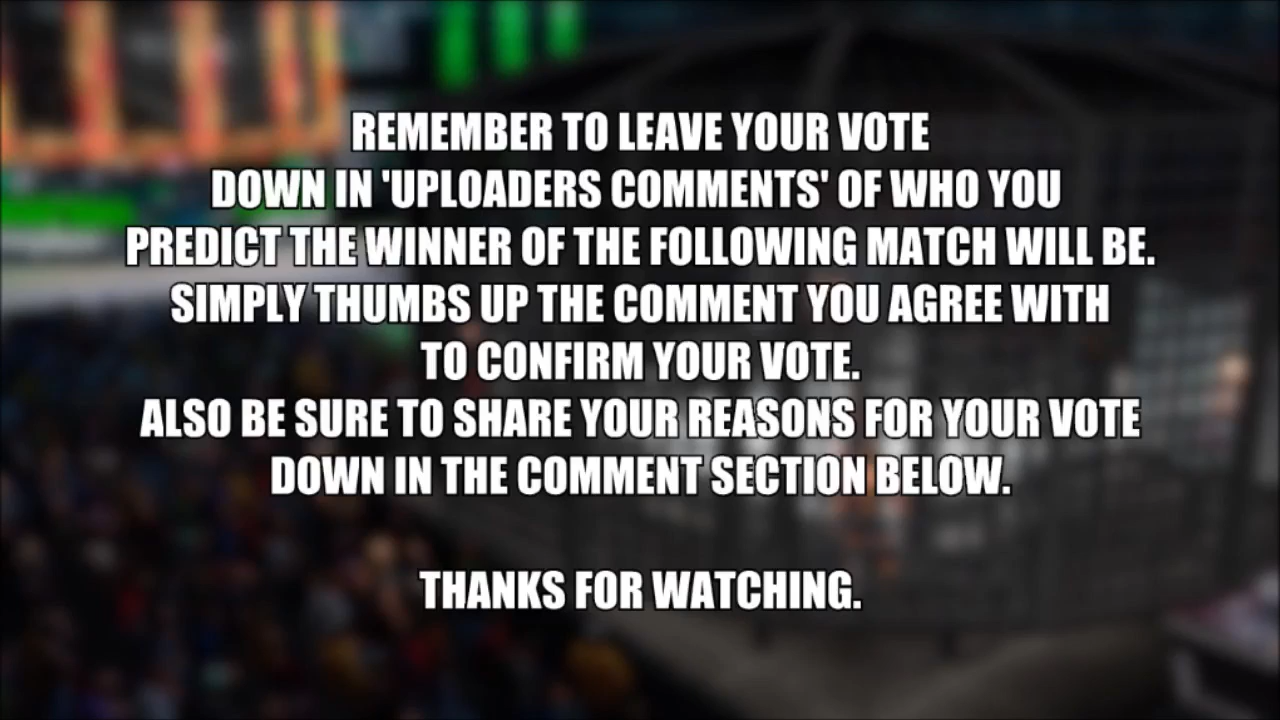 REMEMBER TO LEAVE YOUR VOTE
DOWN IN 'UPLOADERS COMMENTS' OF WHO YOU
PREDICT THE WINNER OF THE FOLLOWING MATCH WILL BE.
SIMPLY THUMBS UP THE COMMENT YOU AGREE WITH
TO CONFIRM YOUR VOTE.
ALSO BE SURE TO SHARE YOUR REASONS FOR YOUR VOTE
DOWN IN THE COMMENT SECTION BELOW.
THANKS FOR WATCHING.